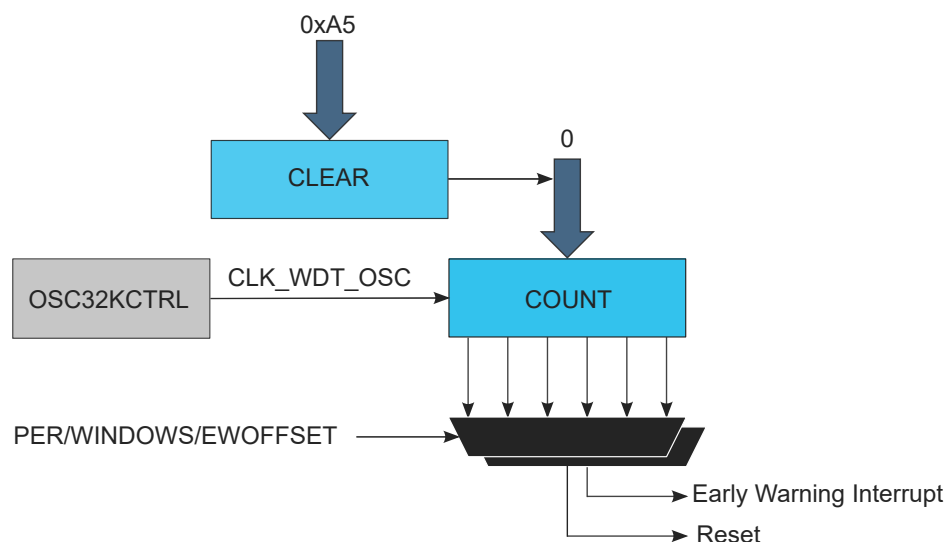 0xA5
0
CLEAR
CLK_WDT_OSC
OSC32KCTRL
COUNT
PER/WINDOWS/EWOFFSET
Early Warning Interrupt
Reset